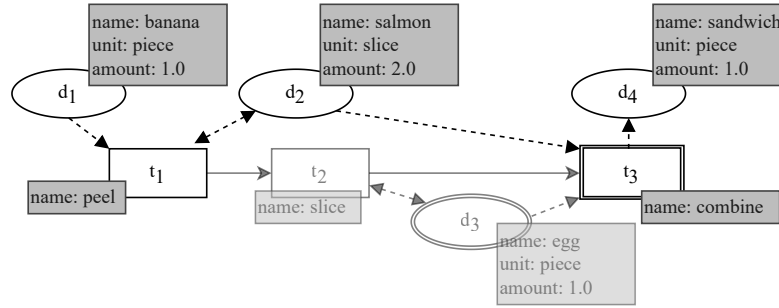 name: banana
unit: piece
amount: 1.0
name: salmon
unit: slice
amount: 2.0
name: sandwich
unit: piece
amount: 1.0
d1
d2
d4
t1
t2
t3
name: peel
name: slice
name: combine
d3
name: egg
unit: piece
amount: 1.0